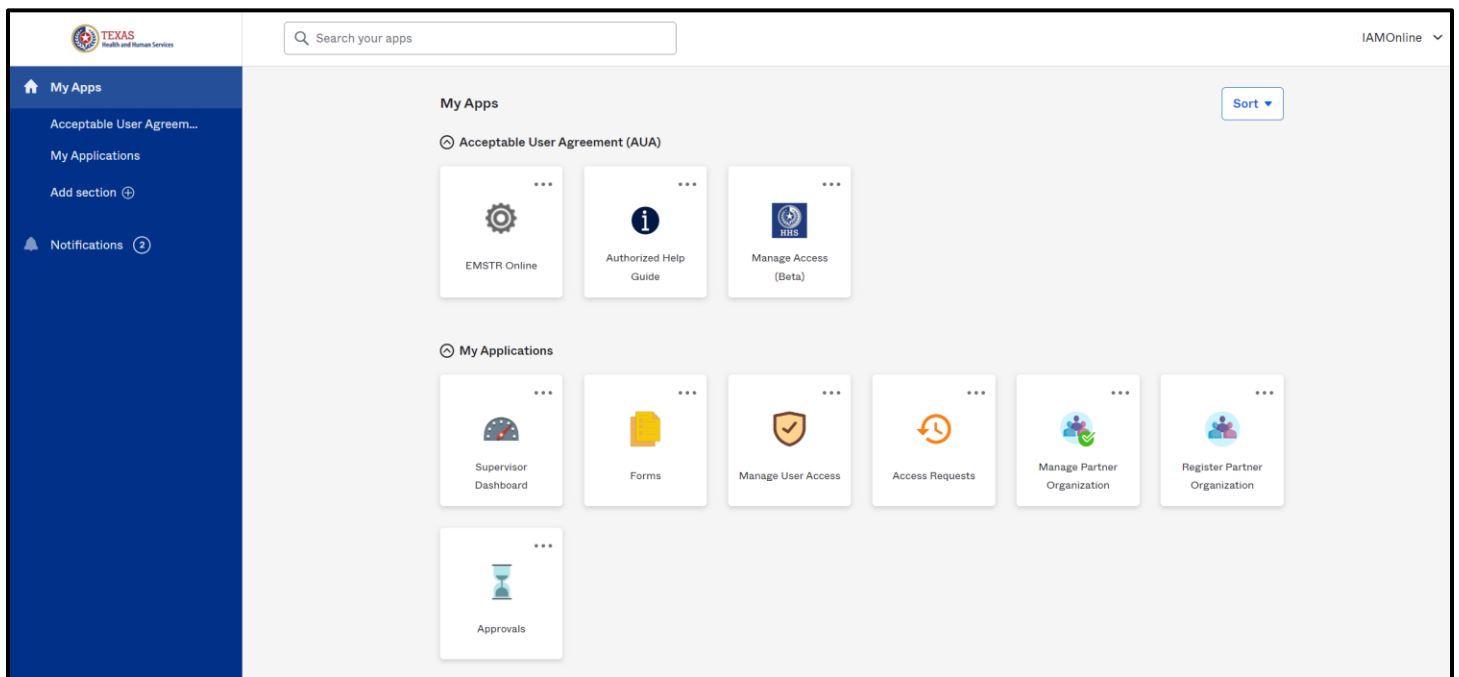 TEXAS
Health and Human Services
Search your apps
IAMOnline
My Apps
Acceptable User Agreem...
My Applications
Add section
Notifications 2
My Apps
Sort
Acceptable User Agreement (AUA)
EMSTR Online
Authorized Help
Guide
HHS
Manage Access
(Beta)
My Applications
Supervisor
Dashboard
Forms
Manage User Access
Access Requests
Manage Partner
Organization
Register Partner
Organization
Approvals